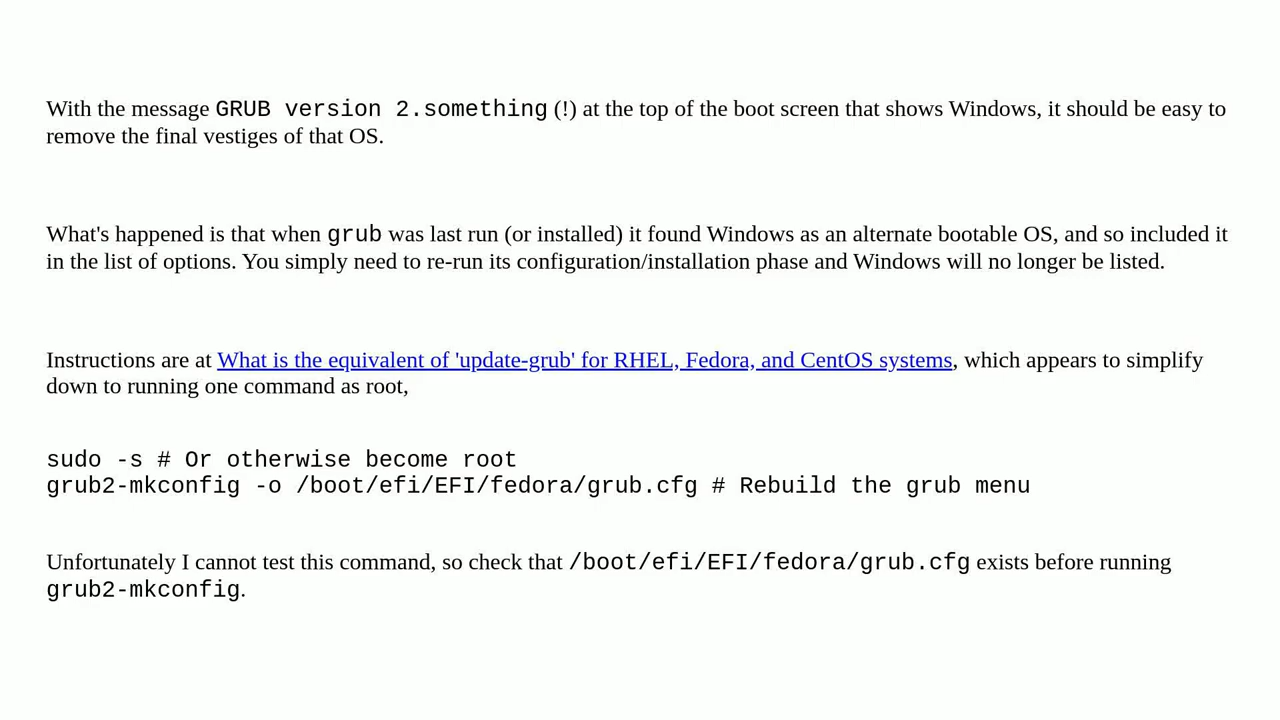 With the message GRUB version 2.something (!) at the top of the boot screen that shows Windows, it should be easy to
remove the final vestiges of that OS.
What's happened is that when grub was last run (or installed) it found Windows as an alternate bootable OS, and so included it
in the list of options. You simply need to re-run its configuration/installation phase and Windows will no longer be listed.
Instructions are at What is the equivalent of 'update-grub' for RHEL, Fedora, and CentOS systems, which appears to simplify
down to running one command as root,
sudo -s # Or otherwise become root
grub2-mkconfig -o /boot/efi/EFI/fedora/grub.cfg # Rebuild the grub menu
Unfortunately I cannot test this command, so check that /boot/efi/EFI/fedora/grub.cfg exists before running
grub2-mkconfig.